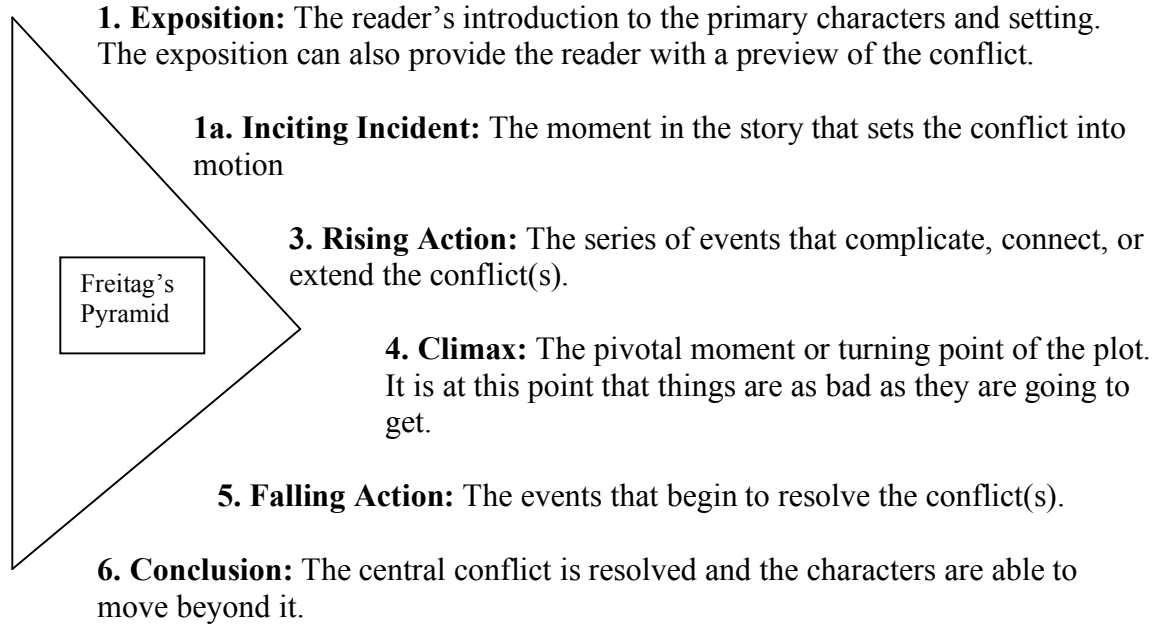 1. Exposition: The reader’s introduction to the primary characters and setting.
The exposition can also provide the reader with a preview of the conflict.
1a. Inciting Incident: The moment in the story that sets the conflict into
motion
3. Rising Action: The series of events that complicate, connect, or
extend the conflict(s).
Freitag’s
Pyramid
4. Climax: The pivotal moment or turning point of the plot.
It is at this point that things are as bad as they are going to
get.
5. Falling Action: The events that begin to resolve the conflict(s).
6. Conclusion: The central conflict is resolved and the characters are able to
move beyond it.